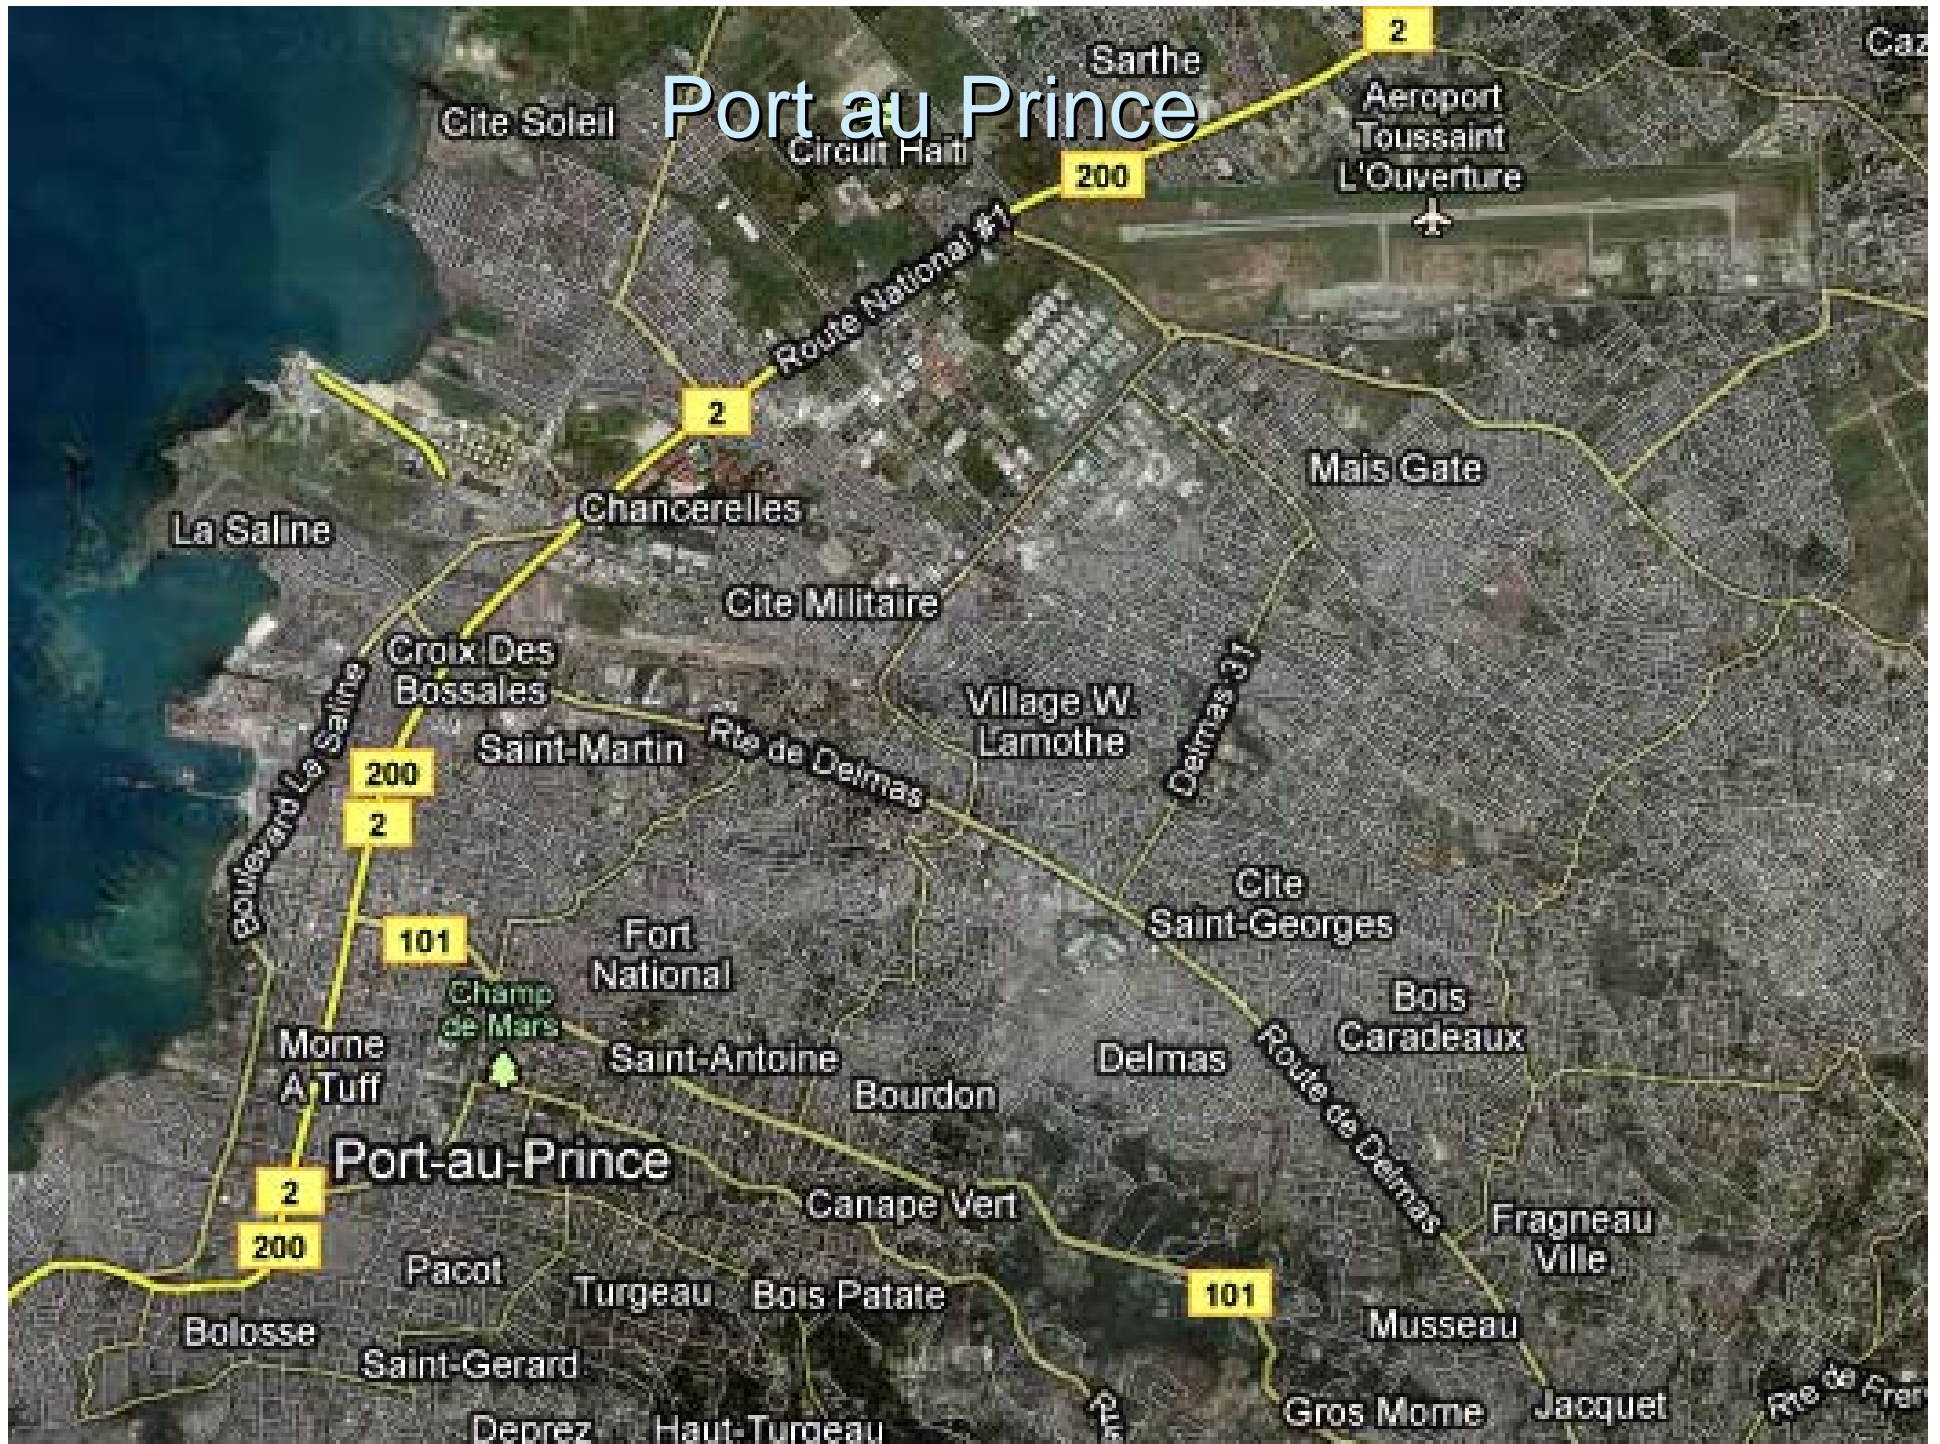 2
Caz
Sarthe
Port au Prince
Aeroport
Toussaint
L'Ouverture
Cite Soleil
Circuit Haiti
200
Route National #1
2
Mais Gate
Chancerelles
La Saline
Cite Militaire
Croix Des
Bossales
Village W.
Lamothe
Delmas 31
Saint-Martin
Rte de Delmas
Boulevard La Saline
200
2
Cite
Saint-Georges
101
Fort
National
Champ
de Mars
Bois
Caradeaux
Morne
A Tuff
Saint-Antoine
Delmas
Bourdon
Route de Delmas
Port-au-Prince
2
Canape Vert
Fragneau
Ville
200
Pacot
Turgeau
Bois Patate
101
Bolosse
Musseau
Saint-Gerard
Rte de Frer
Gros Morne
Jacquet
Deprez
Haut-Turgeau